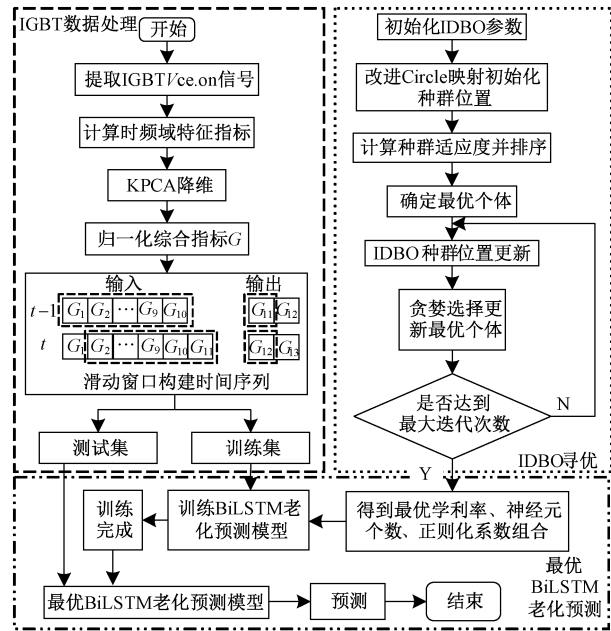 IGBT数据处理
开始
提取IGBTVce.on信号
计算时频域特征指标
KPCA降维
归一化综合指标G
输入
输出
t-1 G1 G2 ... G9 G10 G11 G12
t G1 G2 ... G9 G10 G11 G12 G13
滑动窗口构建时间序列
测试集
训练集
初始化IDBO参数
改进Circle映射初始化
种群位置
计算种群适应度并排序
确定最优个体
IDBO种群位置更新
贪婪选择更
新最优个体
是否达到
最大迭代次数
N
Y
IDBO寻优
训练
完成
训练BiLSTM老
化预测模型
得到最优学利率、神经元
个数、正则化系数组合
最优
BiLSTM
老化预测
最优BiLSTM老化预测模型
预测
结束